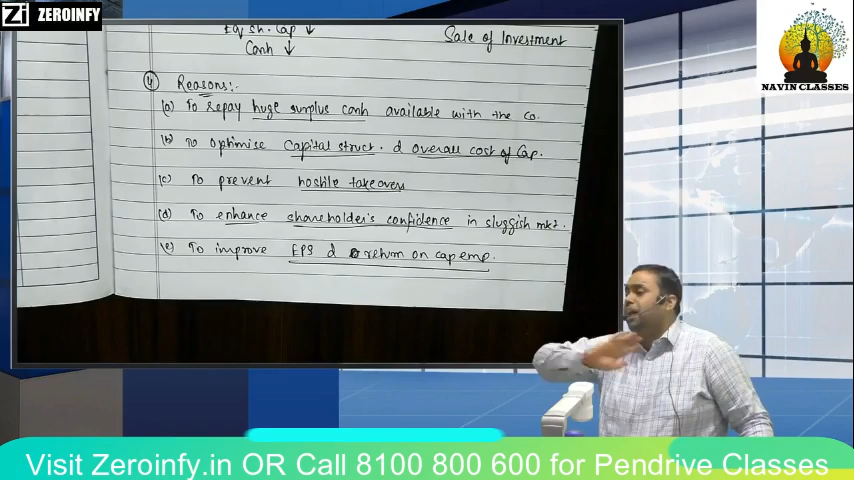 Zi ZEROINFY
Eq Sh. Cap ↓
Cash ↓
Sale of Investment
NAVIN CLASSES
④ Reasons:-
(a) To repay huge surplus cash available with the co.
(b) To optimise Capital struct. & overall cost of Cap.
(c) To prevent hostile takeovers
(d) To enhance shareholder's confidence in sluggish mkt.
(e) To improve EPS & return on cap emp.
Visit Zeroinfy.in OR Call 8100 800 600 for Pendrive Classes